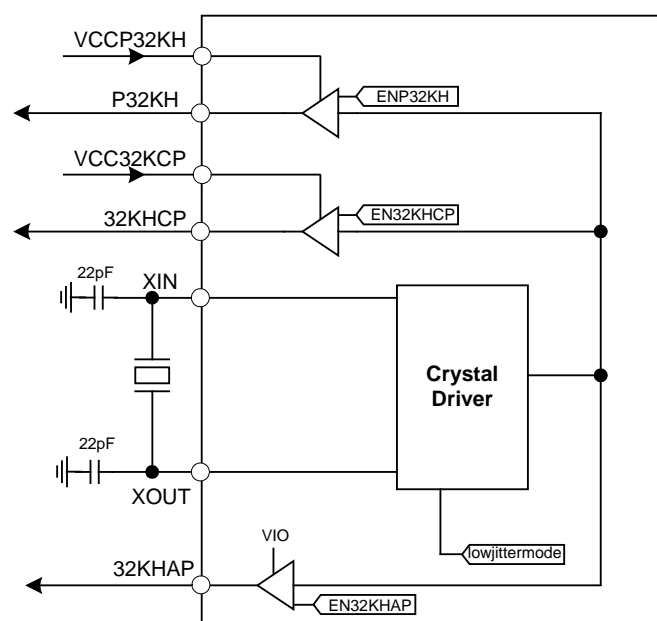 VCCP32KH
P32KH
ENP32KH
VCC32KCP
32KHCP
EN32KHCP
22pF
XIN
Crystal
Driver
22pF
XOUT
lowjittermode
VIO
32KHAP
EN32KHAP